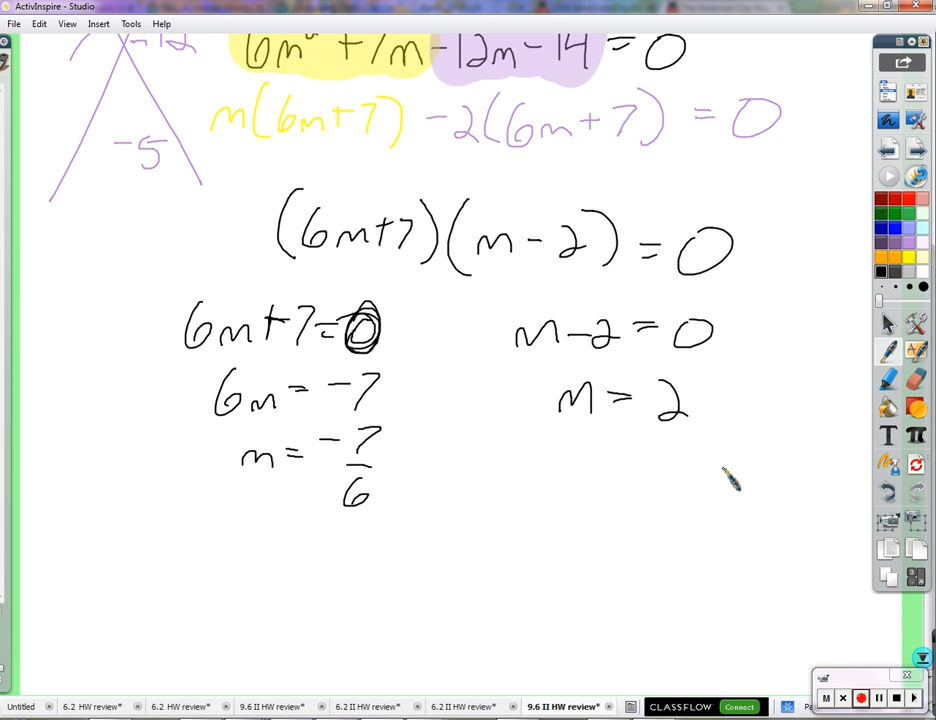 ActivInspire - Studio
File Edit View Insert Tools Help
-12
6m² + 7m - 12m - 14 = 0
m(6m+7) -2(6m+7) = 0
-5
(6m+7)(m-2) = 0
6m+7=0 m-2=0
6m = -7 m = 2
m = -7/6
Untitled 6.2 HW review* 6.2 HW review* 9.6 II HW review* 6.2 II HW review* 6.2 II HW review* 9.6 II HW review* CLASSFLOW Connect
M